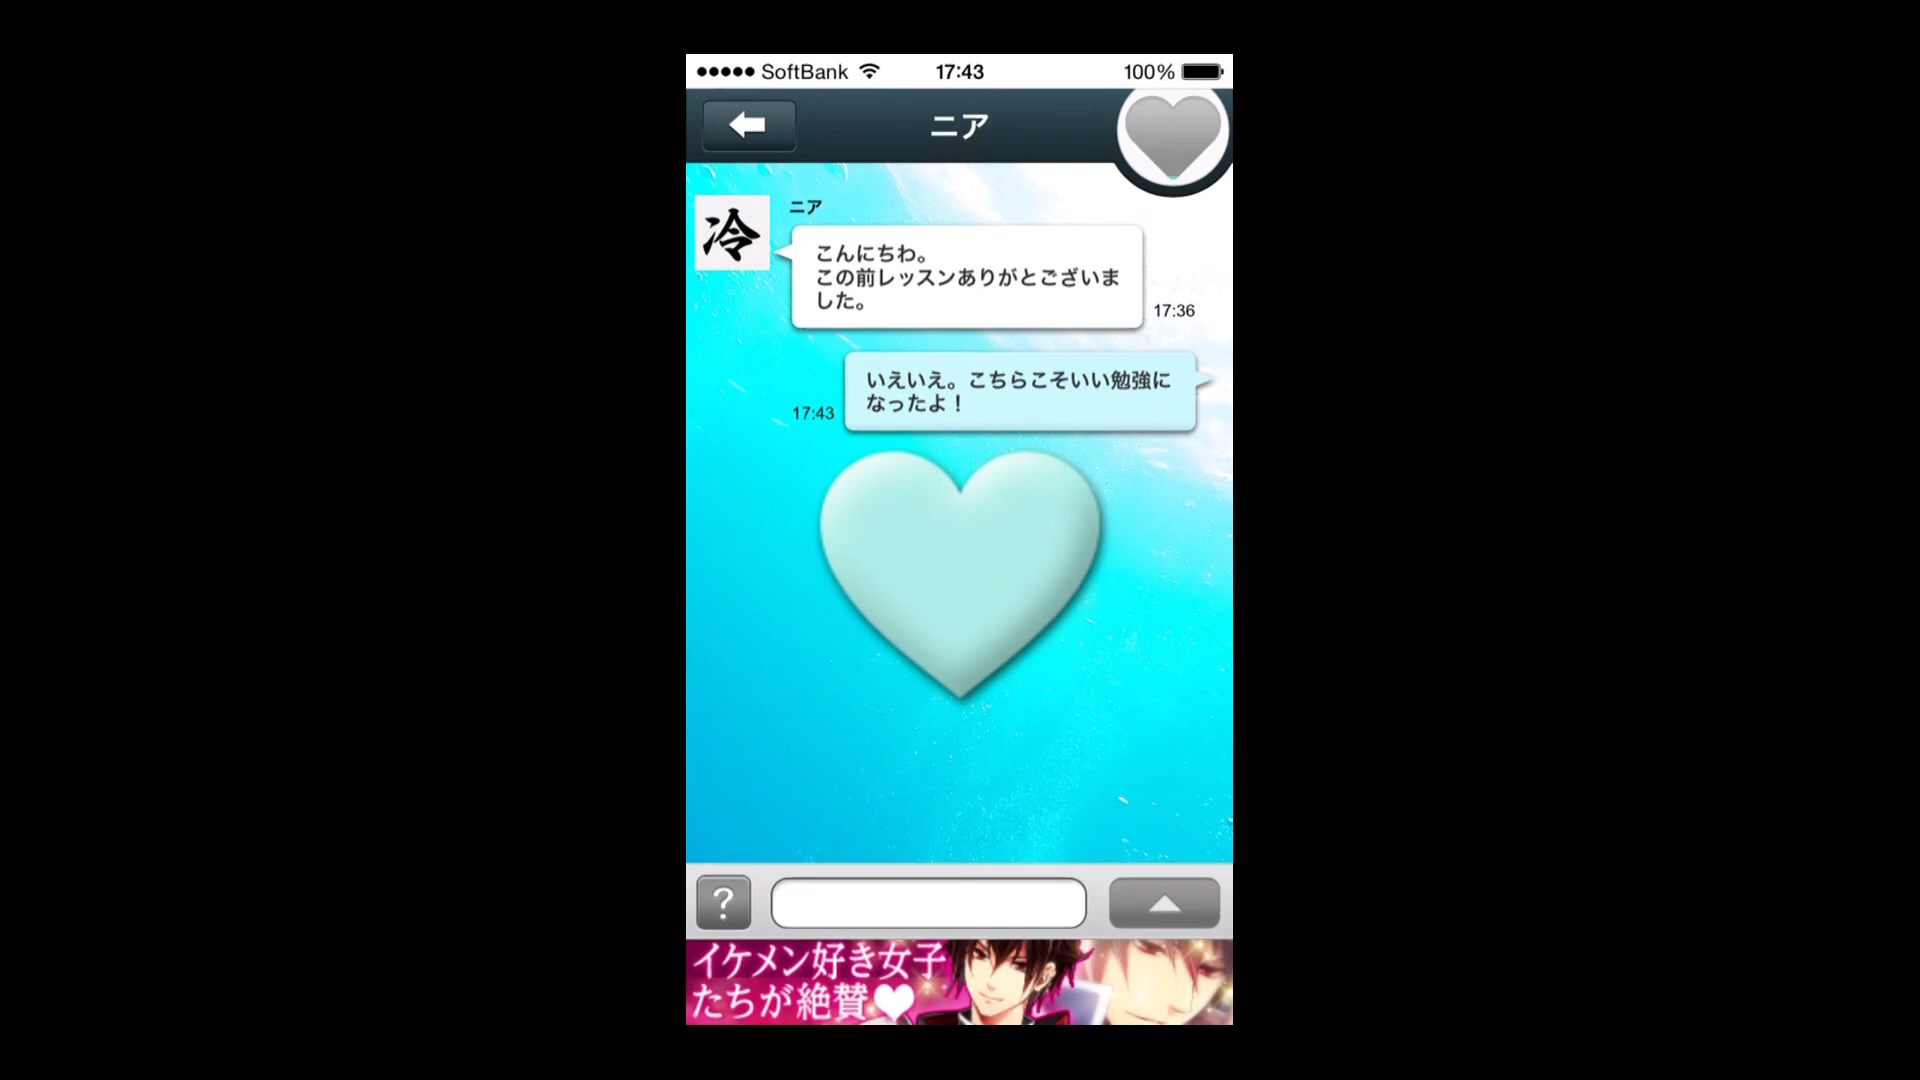 SoftBank 17:43 100%
ニア
冷
ニア
こんにちわ。
この前レッスンありがとございま
した。
17:36
いえいえ。こちらこそいい勉強に
なったよ！
17:43
?
イケメン好き女子
たちが絶賛